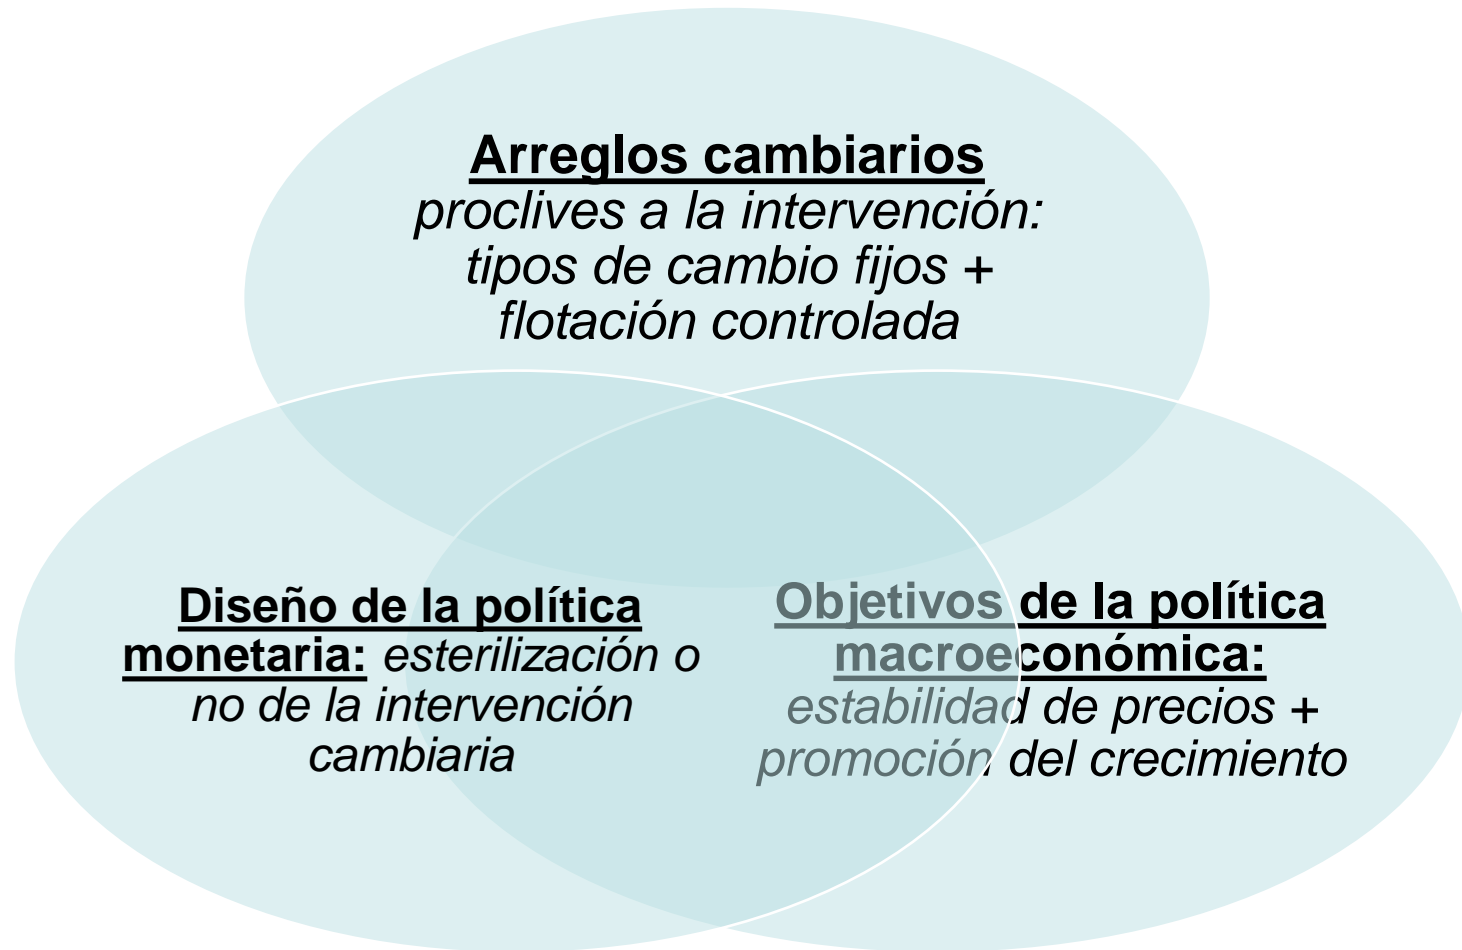 Arreglos cambiarios
proclives a la intervención:
tipos de cambio fijos +
flotación controlada
Diseño de la política
monetaria: esterilización o
no de la intervención
cambiaria
Objetivos de la política
macroeconómica:
estabilidad de precios +
promoción del crecimiento